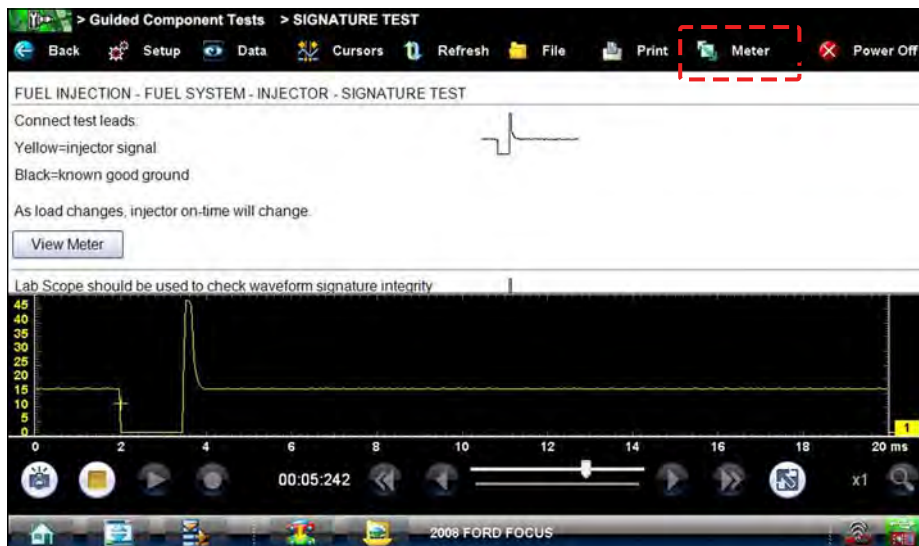 > Guided Component Tests > SIGNATURE TEST
Back Setup Data Cursors Refresh File Print Meter Power Off
FUEL INJECTION - FUEL SYSTEM - INJECTOR - SIGNATURE TEST
Connect test leads:
Yellow=injector signal
Black=known good ground
As load changes, injector on-time will change.
View Meter
Lab Scope should be used to check waveform signature integrity
45
40
35
30
25
20
15
10
5
0
1
0 2 4 6 8 10 12 14 16 18 20 ms
00:05:242 x1
2008 FORD FOCUS